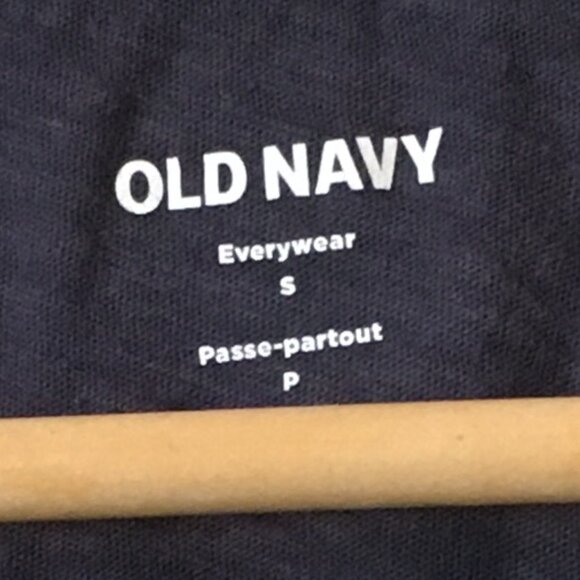 OLD NAVY
Everywear
S
Passe-partout
P